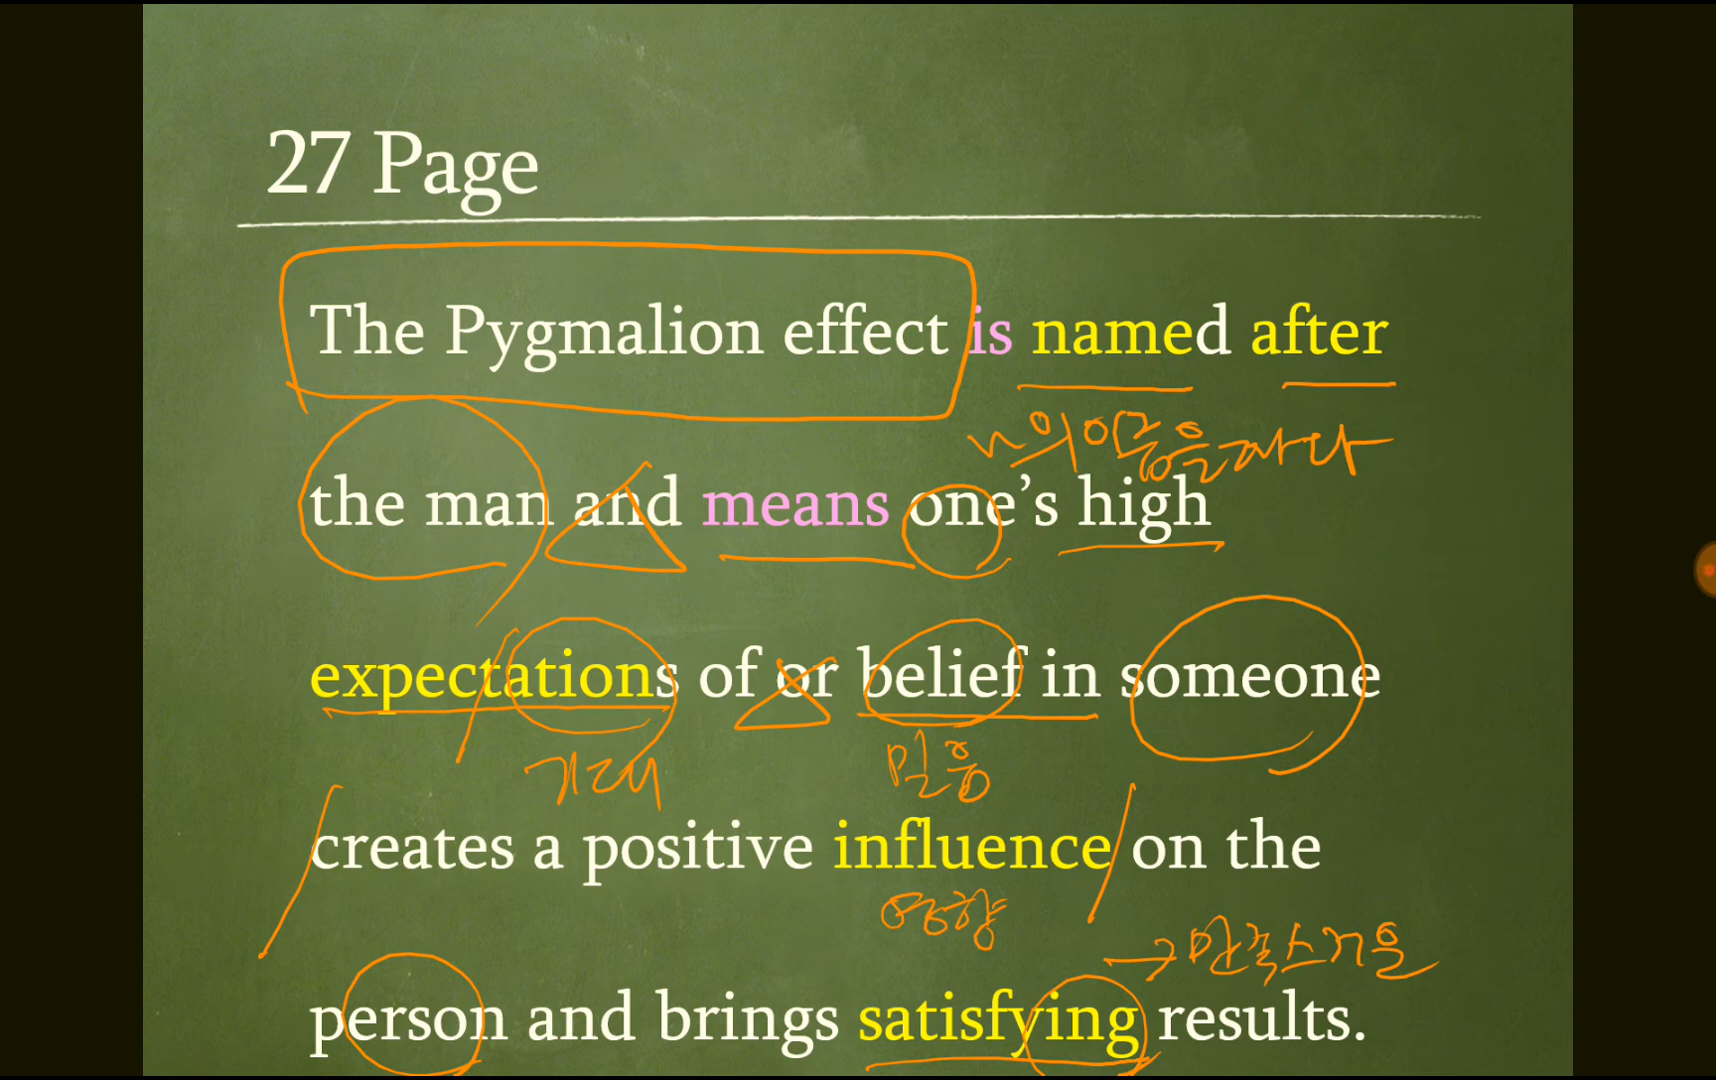 27 Page
The Pygmalion effect is named after
n의 이름을 따다
the man and means one’s high
expectations of or belief in someone
기대
믿음
creates a positive influence on the
영향
→ 만족스러운
person and brings satisfying results.